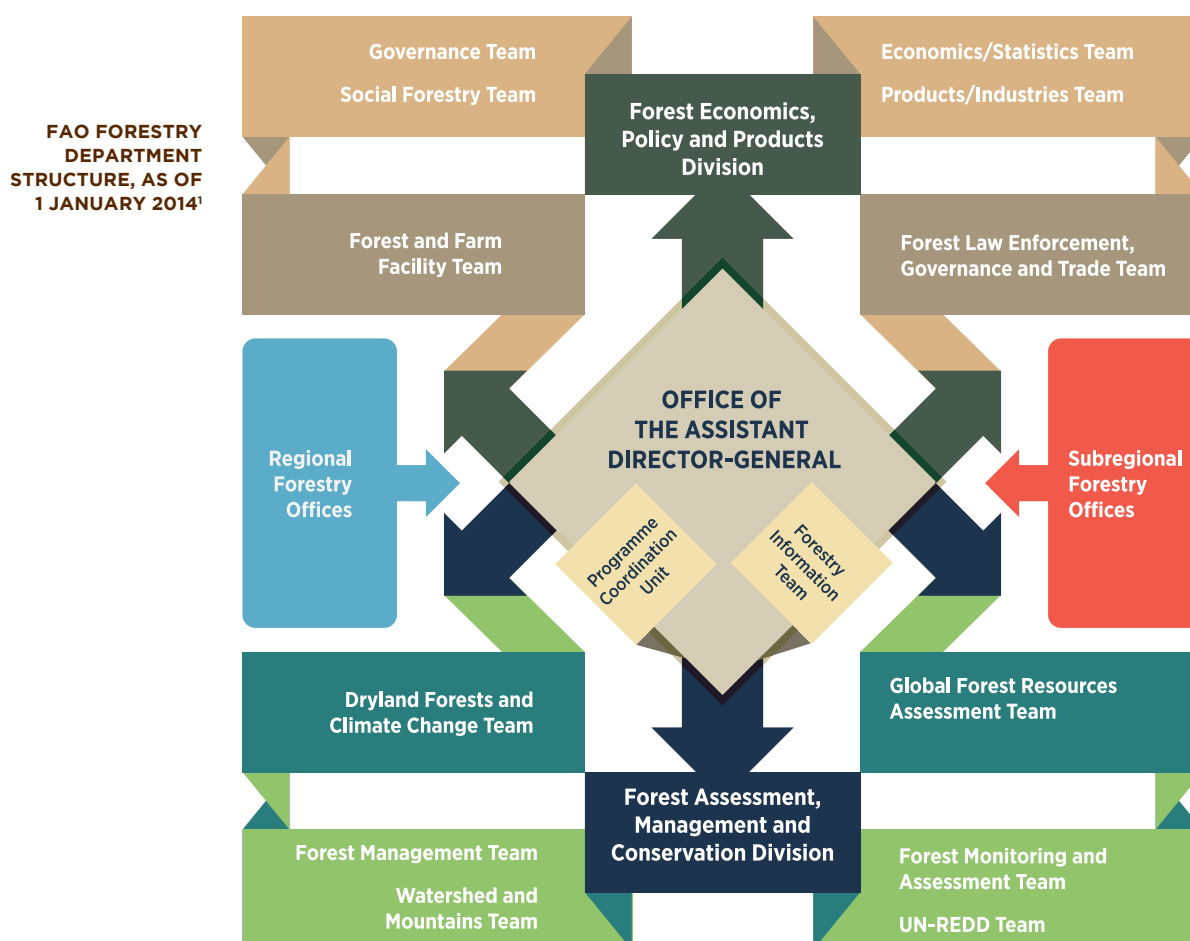 FAO FORESTRY
DEPARTMENT
STRUCTURE, AS OF
1 JANUARY 2014¹
Governance Team
Social Forestry Team
Forest Economics,
Policy and Products
Division
Economics/Statistics Team
Products/Industries Team
Forest and Farm
Facility Team
Forest Law Enforcement,
Governance and Trade Team
Regional
Forestry
Offices
OFFICE OF
THE ASSISTANT
DIRECTOR-GENERAL
Programme
Coordination
Unit
Forestry
Information
Team
Subregional
Forestry
Offices
Dryland Forests and
Climate Change Team
Global Forest Resources
Assessment Team
Forest Assessment,
Management and
Conservation Division
Forest Management Team
Watershed and
Mountains Team
Forest Monitoring and
Assessment Team
UN-REDD Team